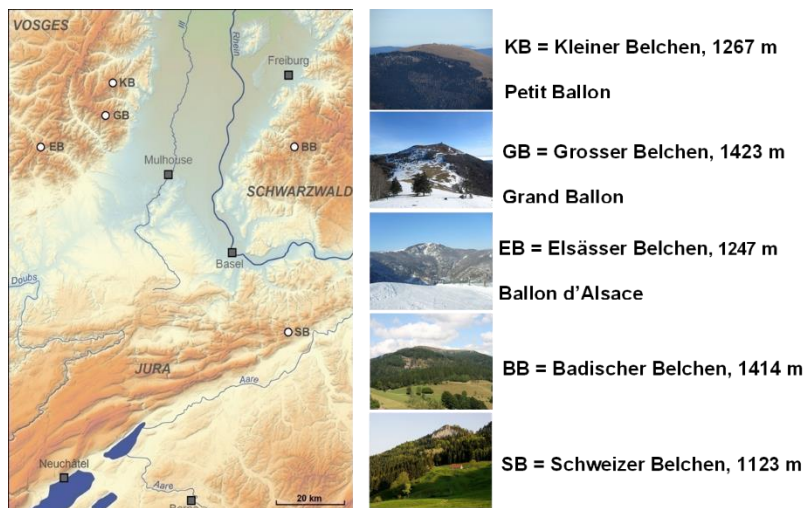 VOSGES
Ill
Rhein
Freiburg
KB
GB
EB
BB
Mulhouse
SCHWARZWALD
Basel
Doubs
SB
JURA
Aare
Neuchâtel
Aare
20 km
KB = Kleiner Belchen, 1267 m
Petit Ballon
GB = Grosser Belchen, 1423 m
Grand Ballon
EB = Elsässer Belchen, 1247 m
Ballon d’Alsace
BB = Badischer Belchen, 1414 m
SB = Schweizer Belchen, 1123 m